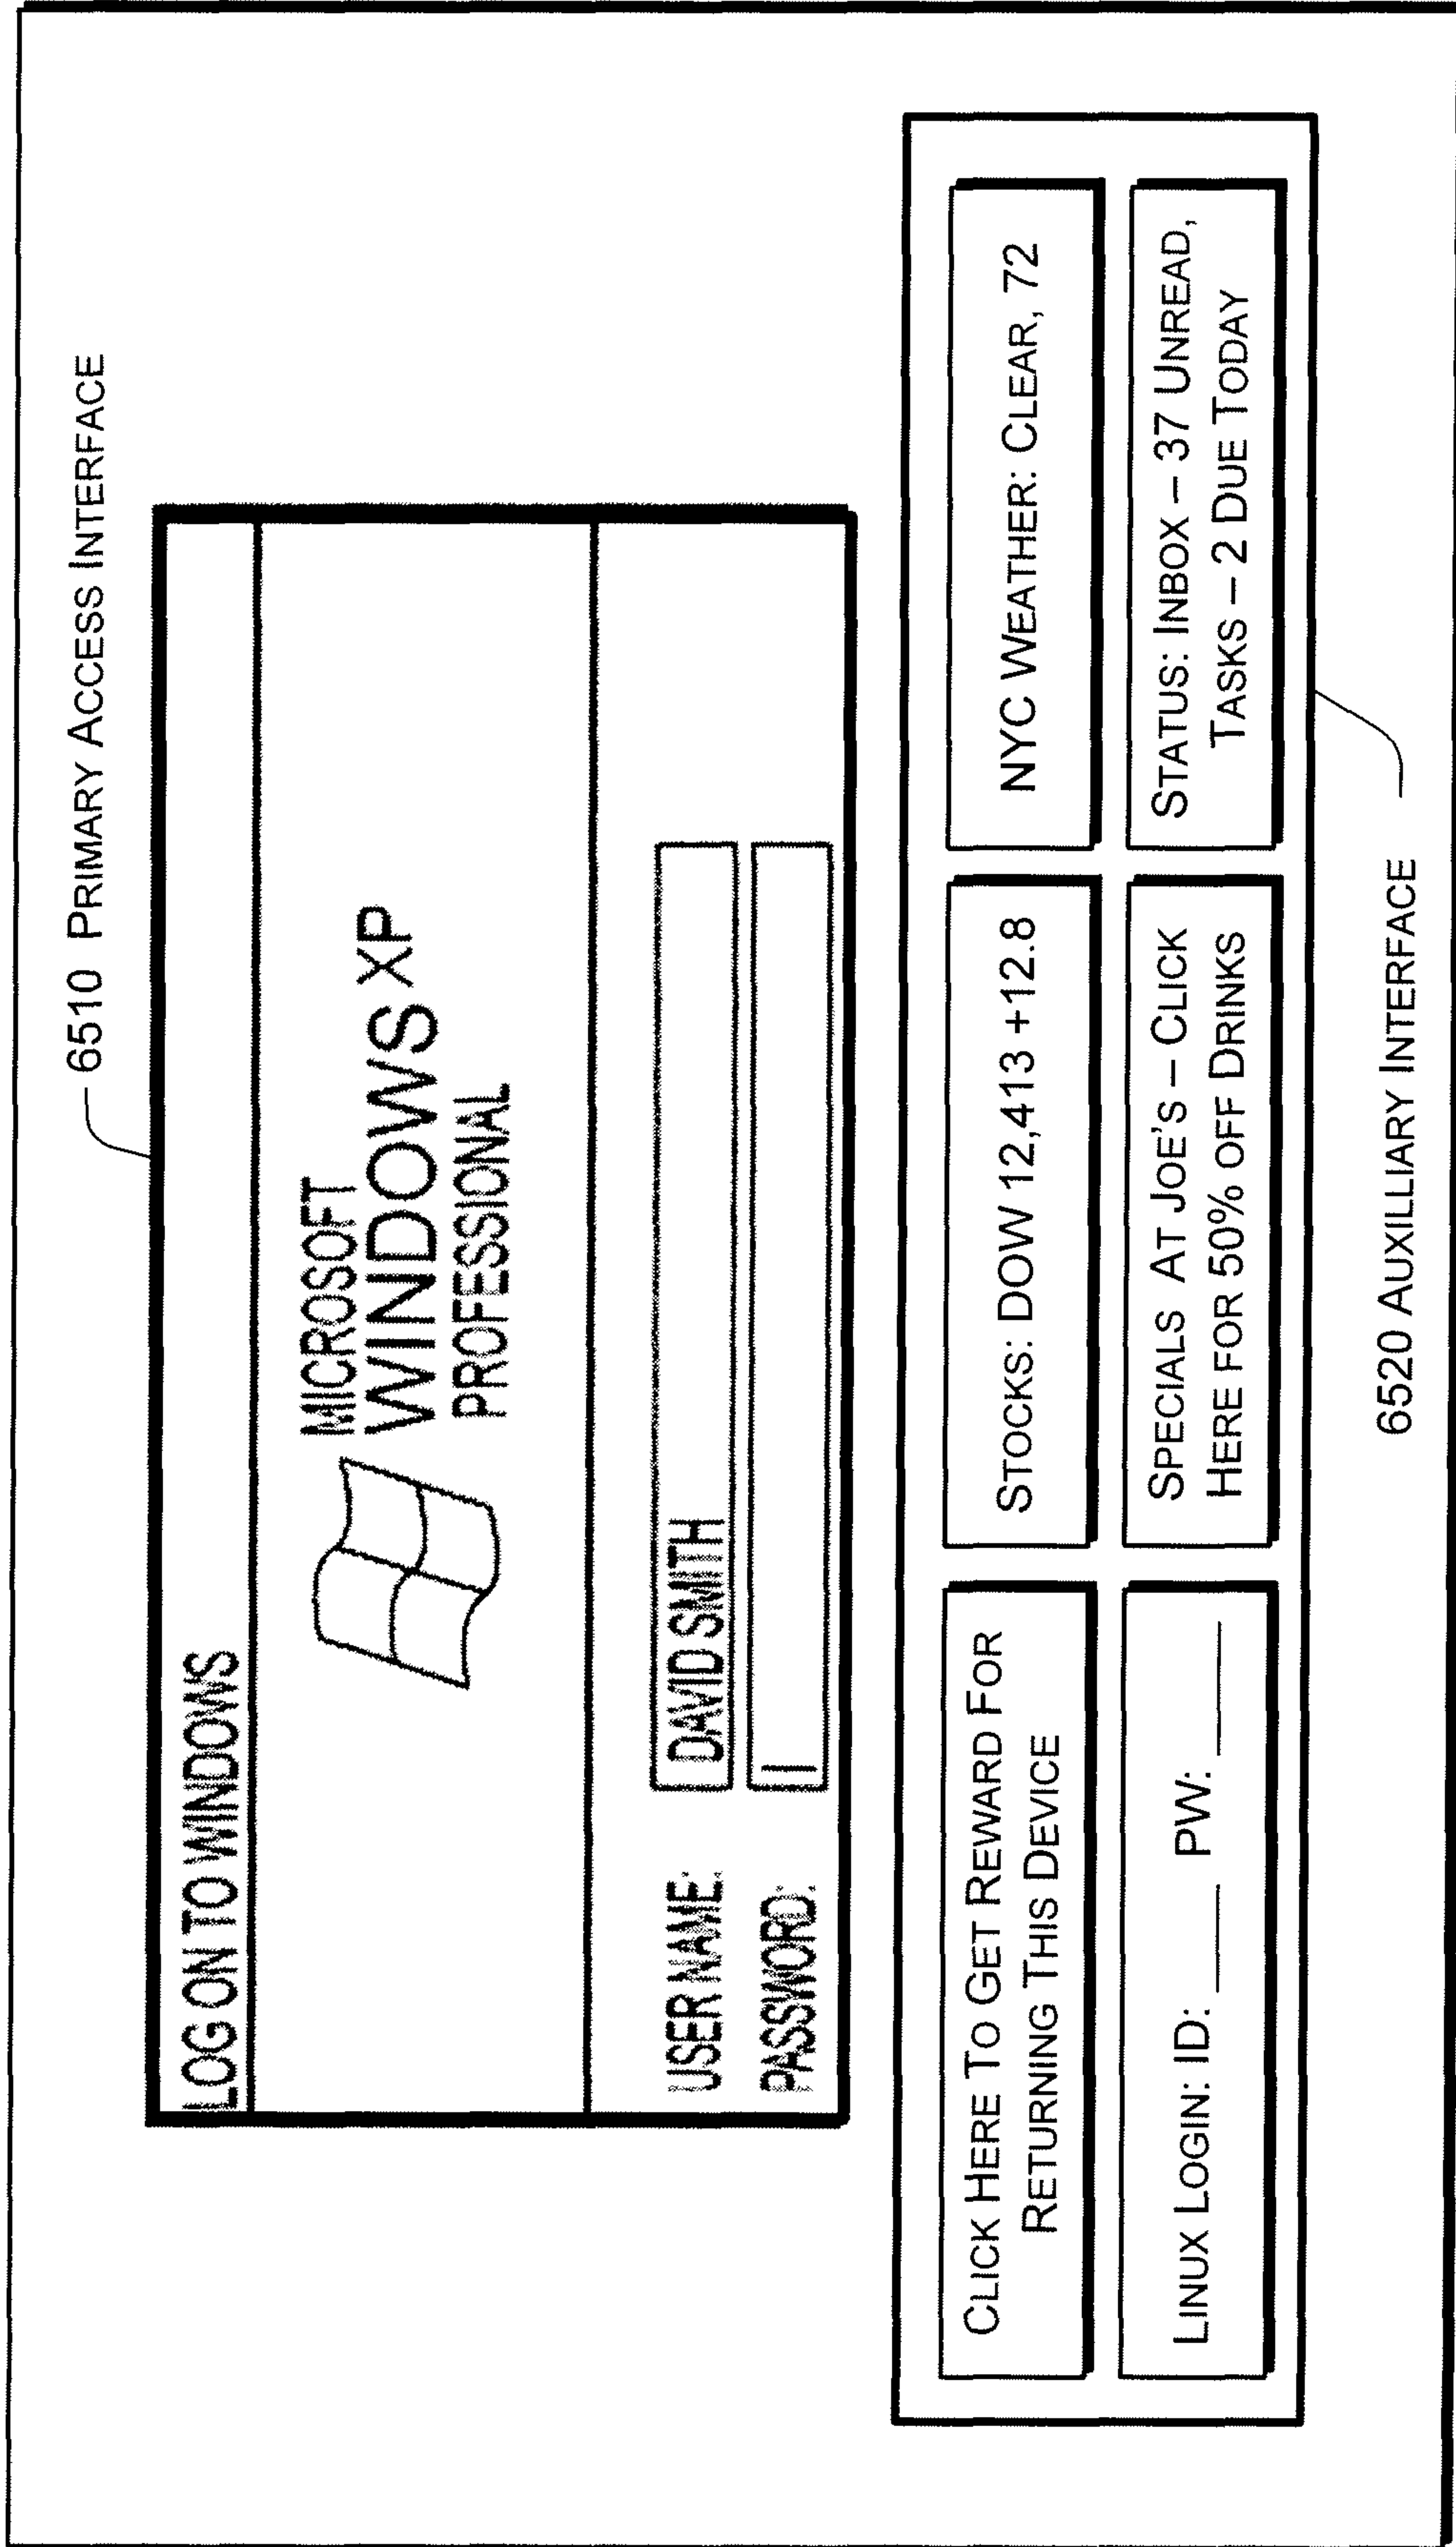 6510 PRIMARY ACCESS INTERFACE
LOG ON TO WINDOWS
MICROSOFT
WINDOWS XP
PROFESSIONAL
USER NAME: DAVID SMITH
PASSWORD:
CLICK HERE TO GET REWARD FOR
RETURNING THIS DEVICE
STOCKS: DOW 12,413 +12.8
NYC WEATHER: CLEAR, 72
LINUX LOGIN: ID: ____ PW: _____
SPECIALS AT JOE'S – CLICK
HERE FOR 50% OFF DRINKS
STATUS: INBOX – 37 UNREAD,
TASKS – 2 DUE TODAY
6520 AUXILLIARY INTERFACE